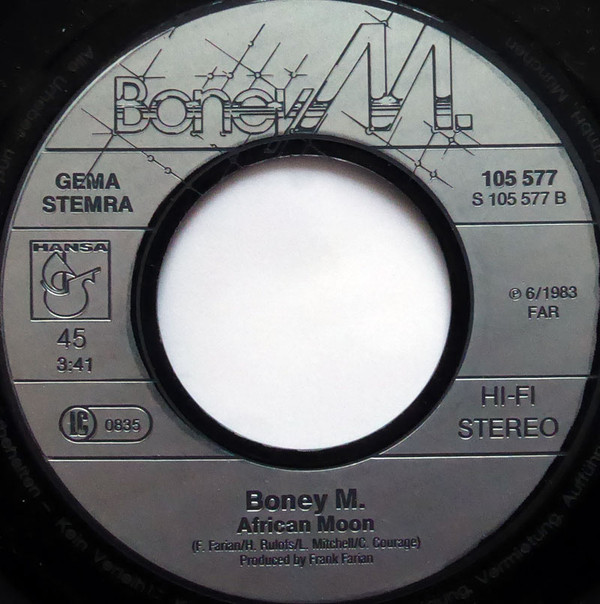 Boney M.
GEMA
STEMRA
105 577
S 105 577 B
HANSA
45
3:41
℗ 6/1983
FAR
LC 0835
HI-FI
STEREO
Boney M.
African Moon
(F. Farian/H. Rulofs/L. Mitchell/C. Courage)
Produced by Frank Farian